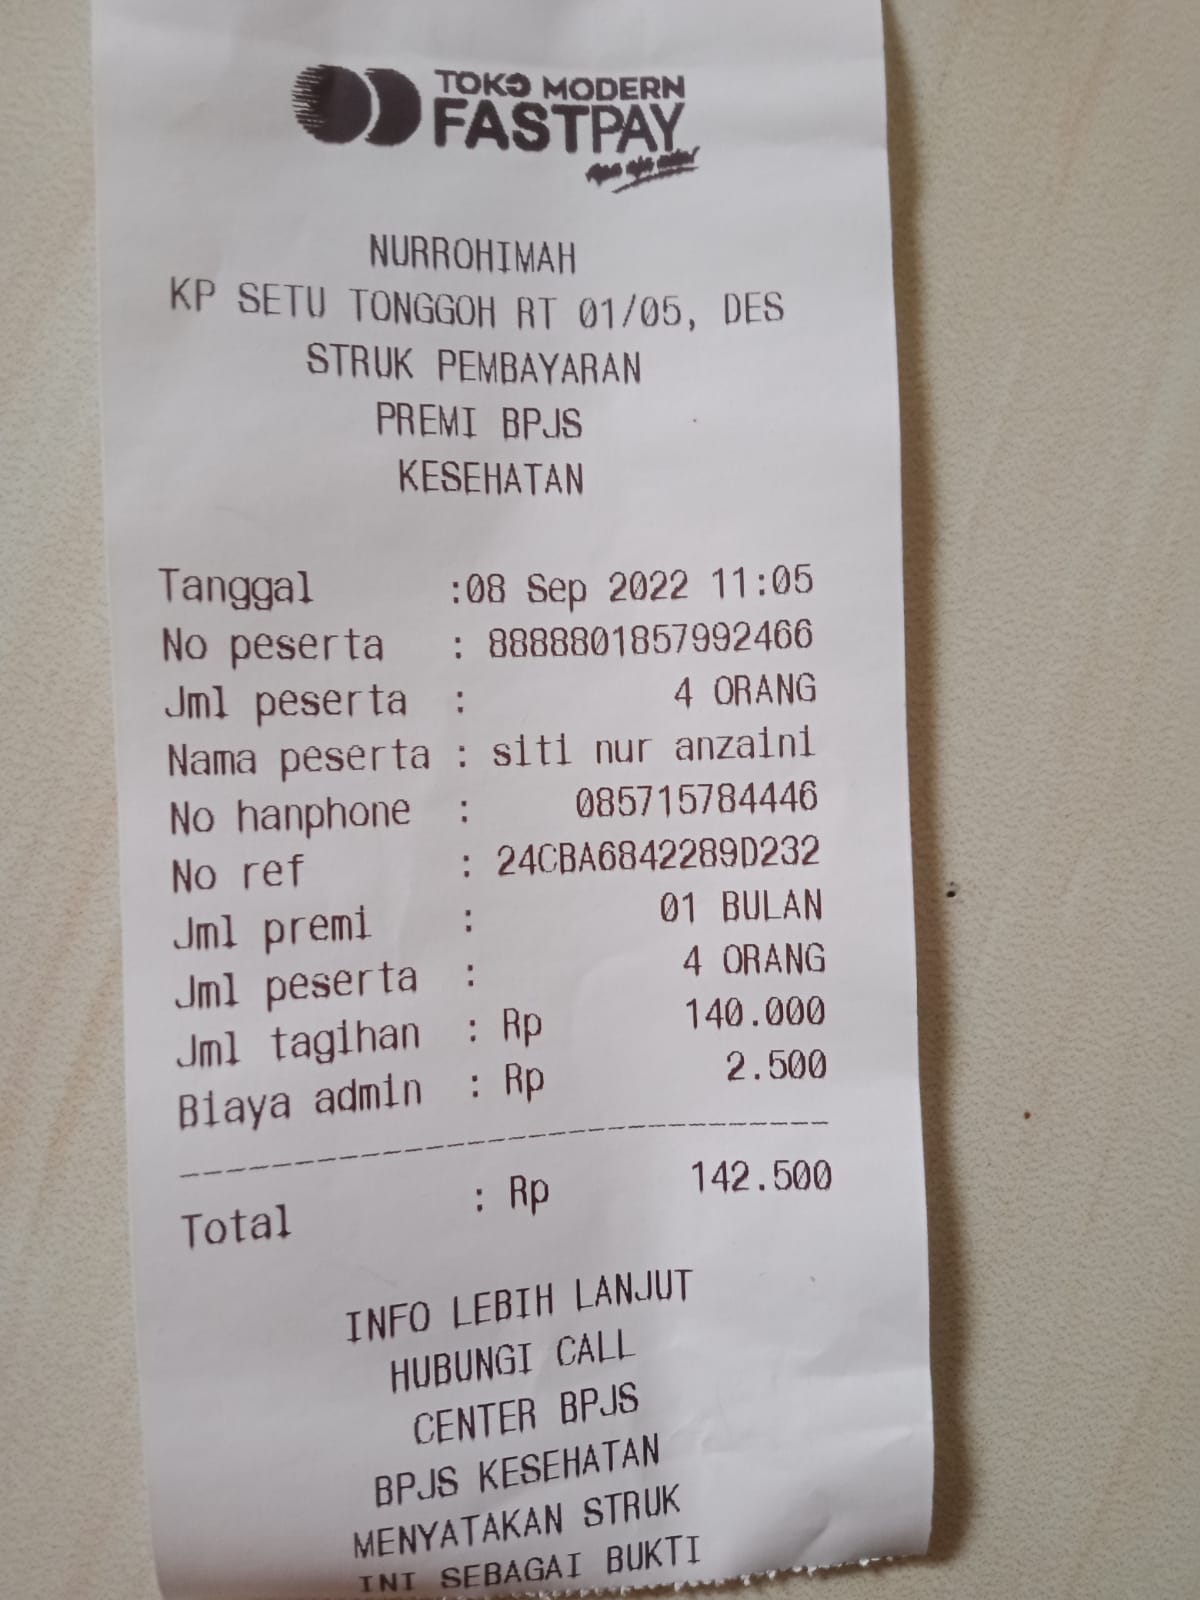 TOKO MODERN
FASTPAY
NURROHIMAH
KP SETU TONGGOH RT 01/05, DES
STRUK PEMBAYARAN
PREMI BPJS
KESEHATAN
Tanggal :08 Sep 2022 11:05
No peserta : 8888801857992466
Jml peserta : 4 ORANG
Nama peserta : siti nur anzaini
No hanphone : 085715784446
No ref : 24CBA6842289D232
Jml premi : 01 BULAN
Jml peserta : 4 ORANG
Jml tagihan : Rp 140.000
Biaya admin : Rp 2.500
--------------------------------
Total : Rp 142.500
INFO LEBIH LANJUT
HUBUNGI CALL
CENTER BPJS
BPJS KESEHATAN
MENYATAKAN STRUK
INI SEBAGAI BUKTI